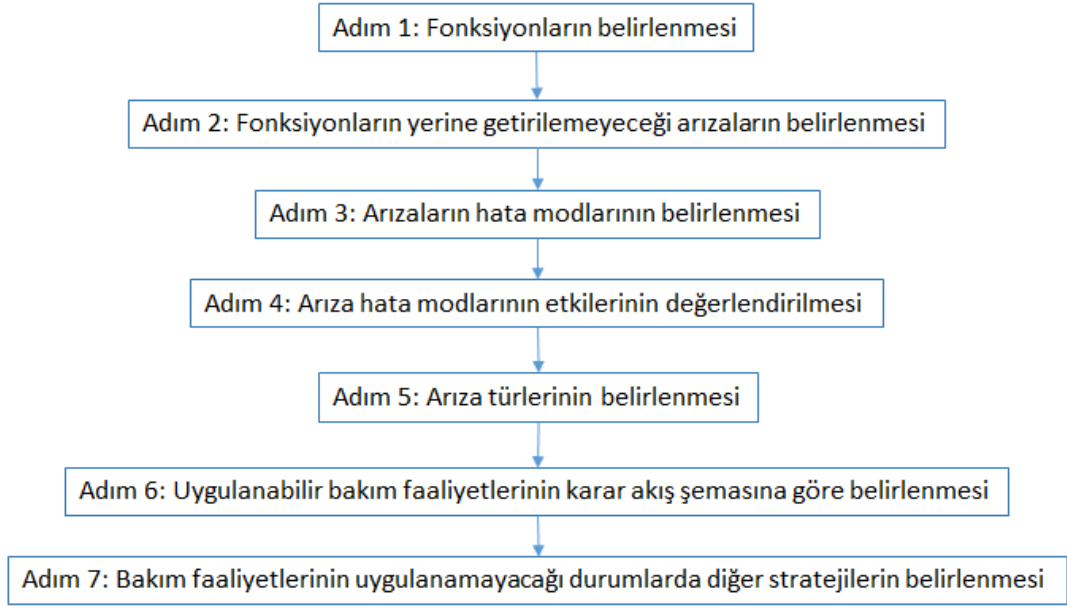 Adım 1: Fonksiyonların belirlenmesi
Adım 2: Fonksiyonların yerine getirilemeyeceği arızaların belirlenmesi
Adım 3: Arızaların hata modlarının belirlenmesi
Adım 4: Arıza hata modlarının etkilerinin değerlendirilmesi
Adım 5: Arıza türlerinin belirlenmesi
Adım 6: Uygulanabilir bakım faaliyetlerinin karar akış şemasına göre belirlenmesi
Adım 7: Bakım faaliyetlerinin uygulanamayacağı durumlarda diğer stratejilerin belirlenmesi